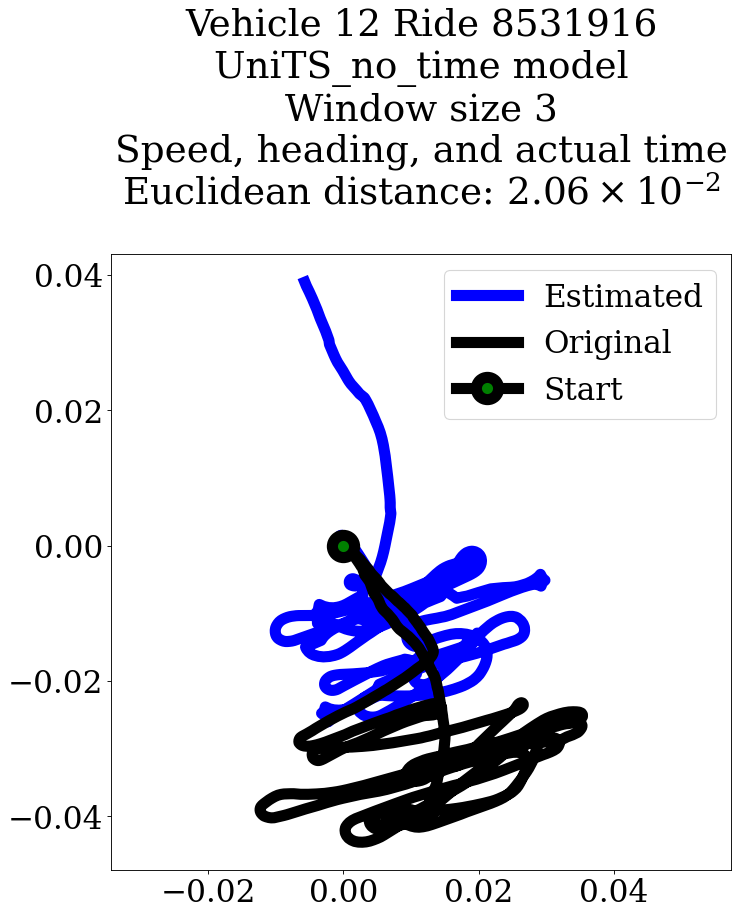 Vehicle 12 Ride 8531916
UniTS_no_time model
Window size 3
Speed, heading, and actual time
Euclidean distance: 2.06 × 10⁻²
Estimated
Original
Start
0.04
0.02
0.00
−0.02
−0.04
−0.02 0.00 0.02 0.04